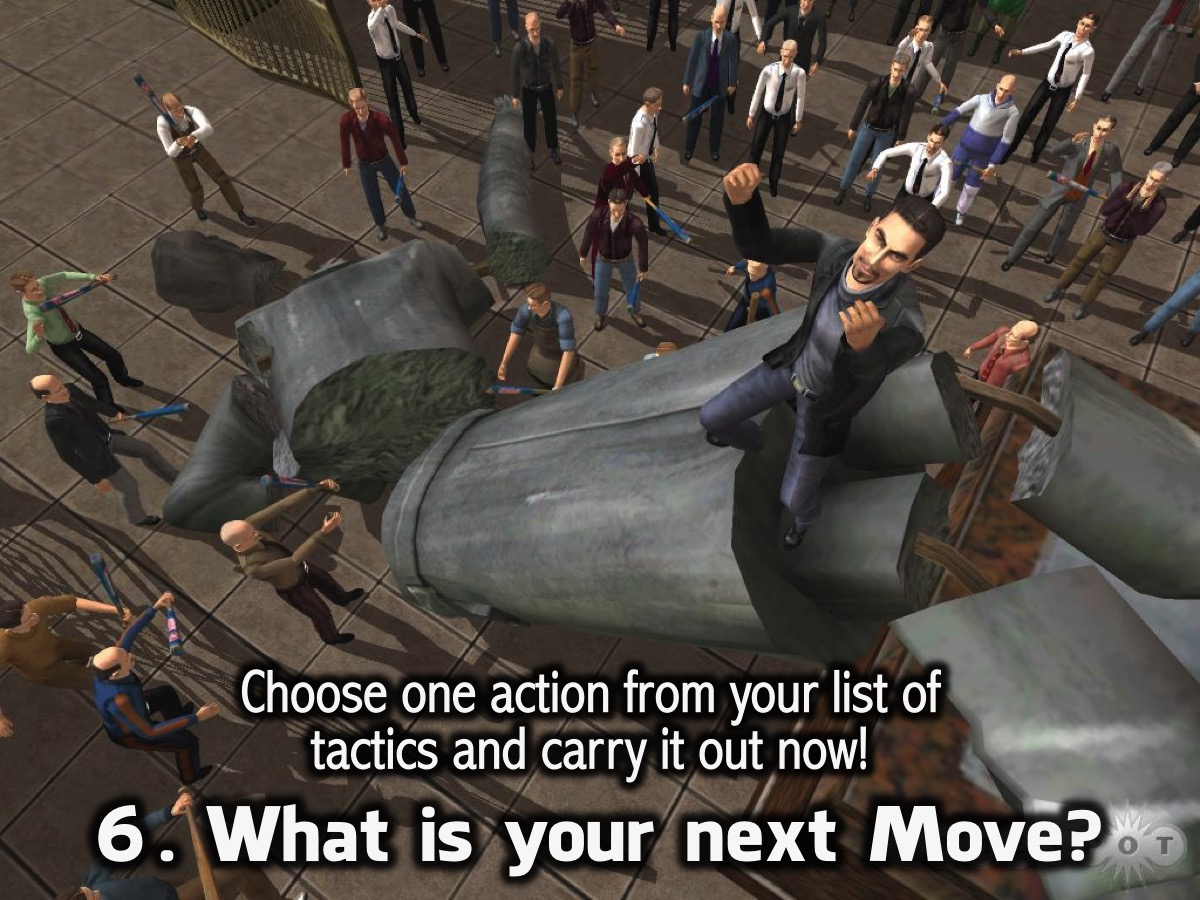 Choose one action from your list of
tactics and carry it out now!
6. What is your next Move?
OT